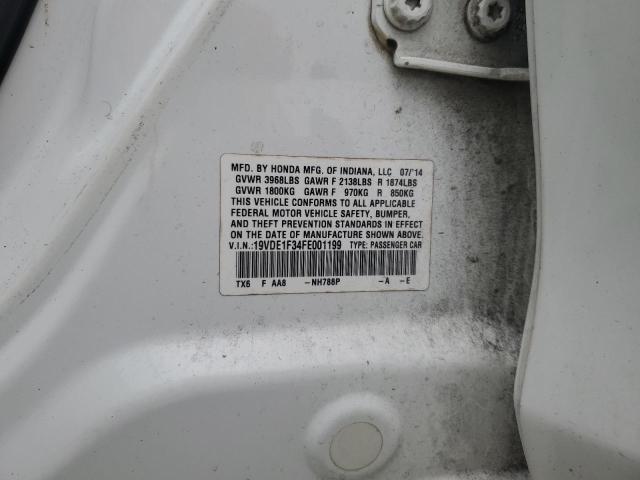 MFD. BY HONDA MFG. OF INDIANA, LLC 07/'14
GVWR 3968LBS GAWR F 2138LBS R 1874LBS
GVWR 1800KG GAWR F 970KG R 850KG
THIS VEHICLE CONFORMS TO ALL APPLICABLE
FEDERAL MOTOR VEHICLE SAFETY, BUMPER,
AND THEFT PREVENTION STANDARDS IN EFFECT
ON THE DATE OF MANUFACTURE SHOWN ABOVE.
V.I.N.:19VDE1F34FE001199 TYPE: PASSENGER CAR
TX6 F AA8 -NH788P -A -E